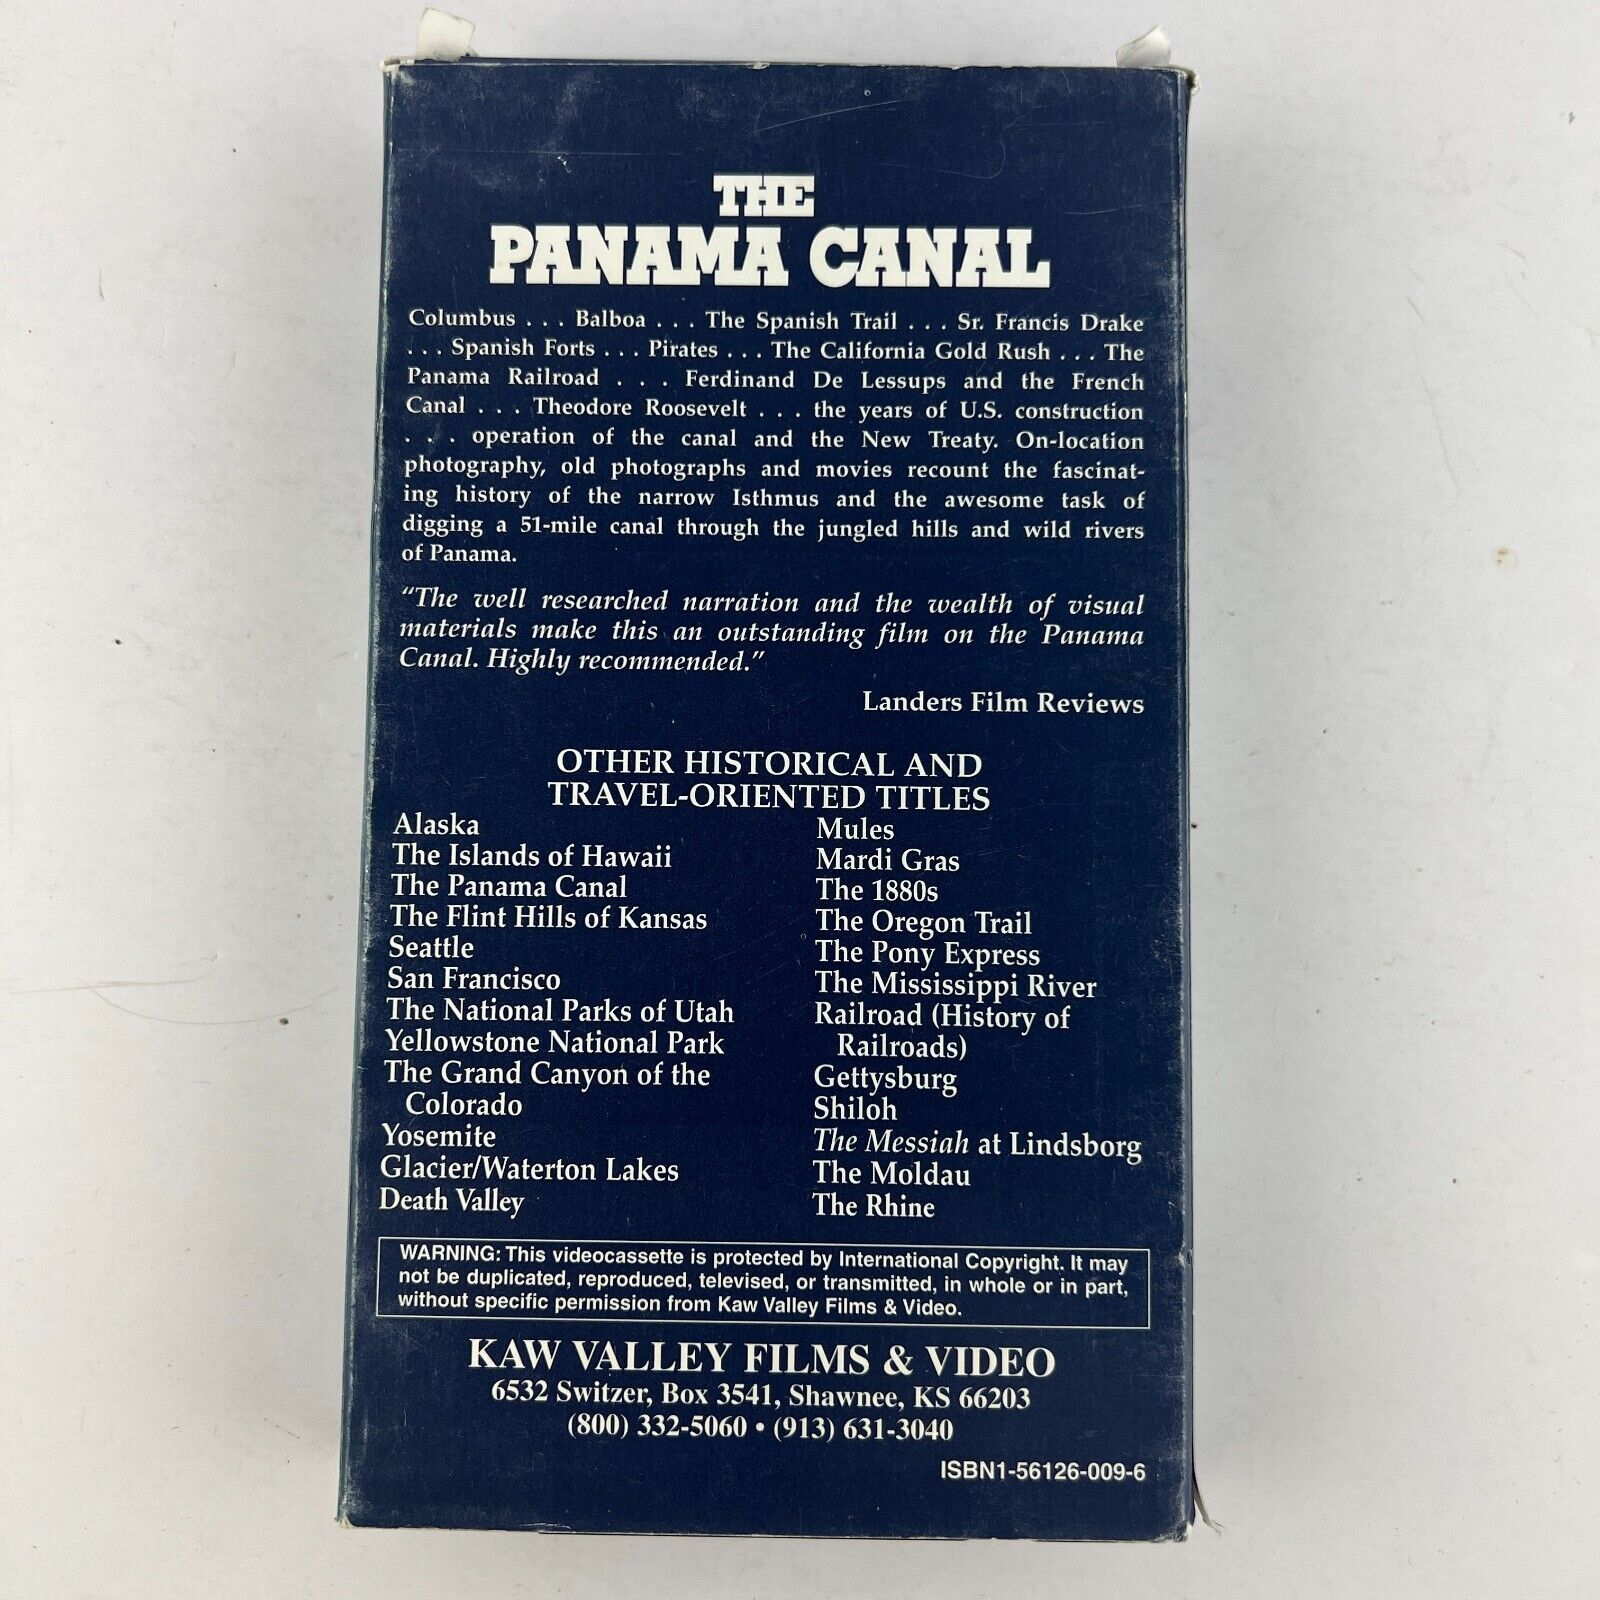 THE
PANAMA CANAL
Columbus . . . Balboa . . . The Spanish Trail . . . Sr. Francis Drake
. . . Spanish Forts . . . Pirates . . . The California Gold Rush . . . The
Panama Railroad . . . Ferdinand De Lessups and the French
Canal . . . Theodore Roosevelt . . . the years of U.S. construction
. . . operation of the canal and the New Treaty. On-location
photography, old photographs and movies recount the fascinat-
ing history of the narrow Isthmus and the awesome task of
digging a 51-mile canal through the jungled hills and wild rivers
of Panama.
"The well researched narration and the wealth of visual
materials make this an outstanding film on the Panama
Canal. Highly recommended."
Landers Film Reviews
OTHER HISTORICAL AND
TRAVEL-ORIENTED TITLES
Alaska
The Islands of Hawaii
The Panama Canal
The Flint Hills of Kansas
Seattle
San Francisco
The National Parks of Utah
Yellowstone National Park
The Grand Canyon of the
Colorado
Yosemite
Glacier/Waterton Lakes
Death Valley
Mules
Mardi Gras
The 1880s
The Oregon Trail
The Pony Express
The Mississippi River
Railroad (History of
Railroads)
Gettysburg
Shiloh
The Messiah at Lindsborg
The Moldau
The Rhine
WARNING: This videocassette is protected by International Copyright. It may
not be duplicated, reproduced, televised, or transmitted, in whole or in part,
without specific permission from Kaw Valley Films & Video.
KAW VALLEY FILMS & VIDEO
6532 Switzer, Box 3541, Shawnee, KS 66203
(800) 332-5060 • (913) 631-3040
ISBN1-56126-009-6